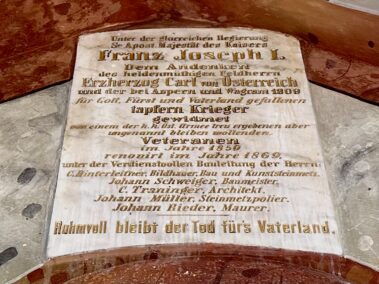 Unter der glorreichen Regierung
Se Apost. Majestät des Kaisers
Franz Joseph I.
Dem Andenken
des heldenmüthigen Feldherrn
Erzherzog Carl von Österreich
und der bei Aspern und Wagram 1809
für Gott, Fürst und Vaterland gefallenen
tapfern Krieger
gewidmet
von einem der k. k. öst. Armee treu ergebenen aber
ungenannt bleiben wollenden
Veteranen
im Jahre 1859
renovirt im Jahre 1869,
unter der Verdienstvollen Bauleitung der Herrn:
C. Hinterleitner, Bildhauer, Bau und Kunststeinmetz.
Johann Schweiger, Baumeister,
C. Traninger, Architekt.
Johann Müller, Steinmetzpolier.
Johann Rieder, Maurer.
Ruhmvoll bleibt der Tod für's Vaterland.